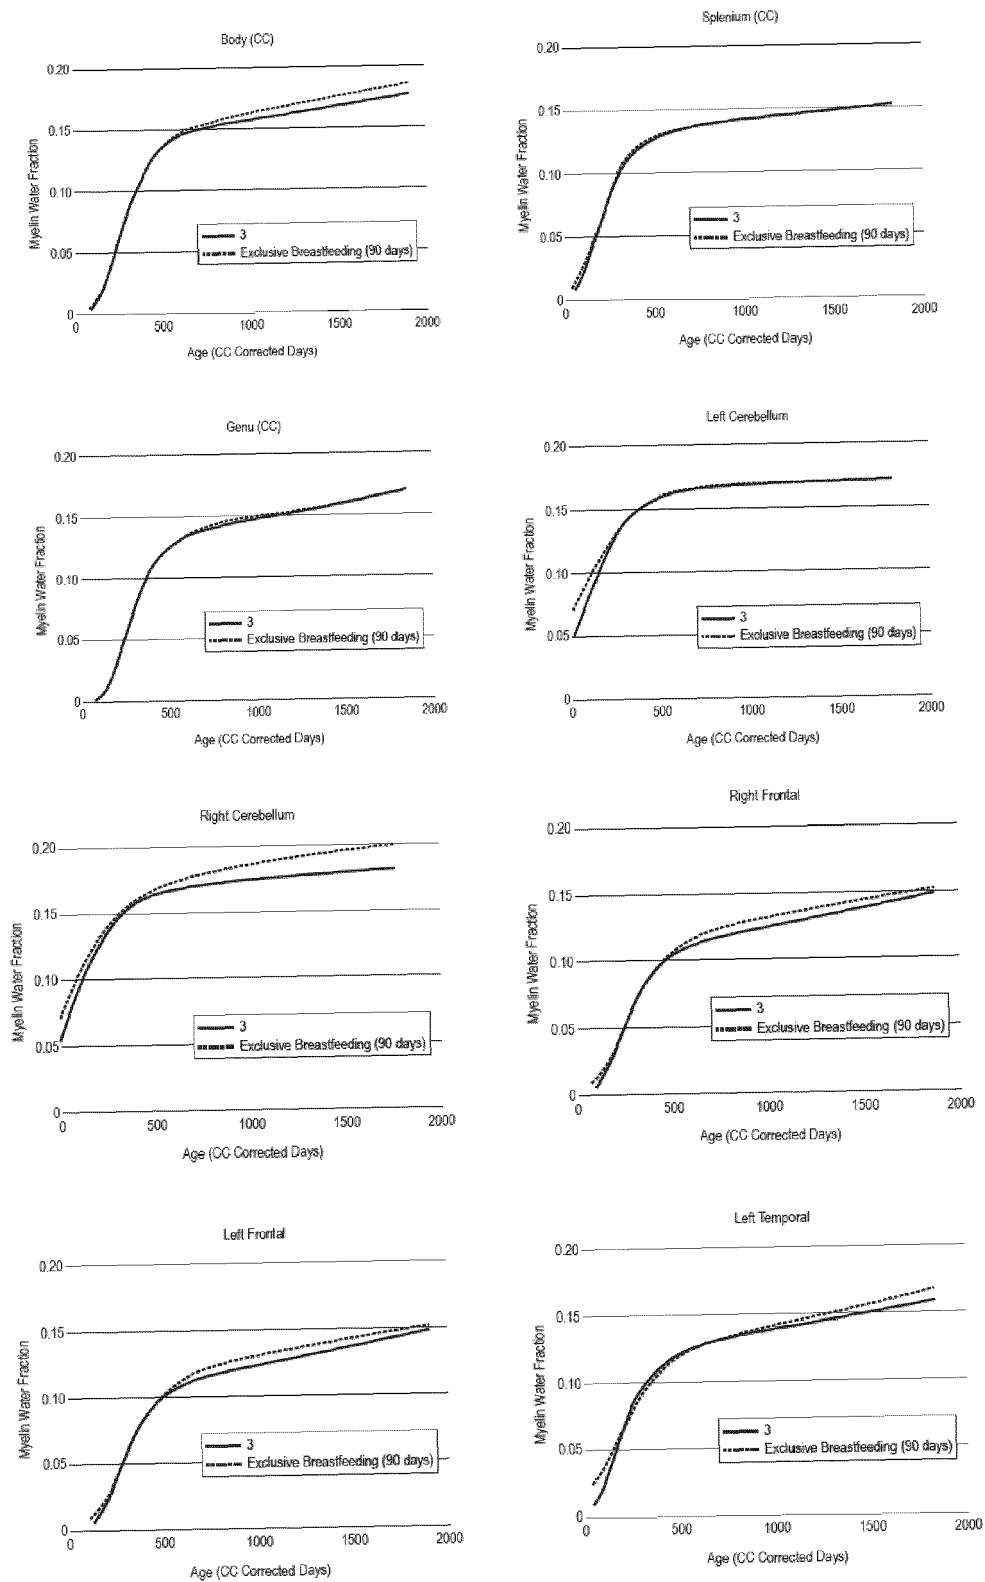 Body (CC)
0.20
0.15
0.10
0.05
0
0
500
1000
1500
2000
Myelin Water Fraction
Age (CC Corrected Days)
3
Exclusive Breastfeeding (90 days)
Splenium (CC)
0.20
0.15
0.10
0.05
0
0
500
1000
1500
2000
Myelin Water Fraction
Age (CC Corrected Days)
3
Exclusive Breastfeeding (90 days)
Genu (CC)
0.20
0.15
0.10
0.05
0
0
500
1000
1500
2000
Myelin Water Fraction
Age (CC Corrected Days)
3
Exclusive Breastfeeding (90 days)
Left Cerebellum
0.20
0.15
0.10
0.05
0
0
500
1000
1500
2000
Myelin Water Fraction
Age (CC Corrected Days)
3
Exclusive Breastfeeding (90 days)
Right Cerebellum
0.20
0.15
0.10
0.05
0
0
500
1000
1500
2000
Myelin Water Fraction
Age (CC Corrected Days)
3
Exclusive Breastfeeding (90 days)
Right Frontal
0.20
0.15
0.10
0.05
0
0
500
1000
1500
2000
Myelin Water Fraction
Age (CC Corrected Days)
3
Exclusive Breastfeeding (90 days)
Left Frontal
0.20
0.15
0.10
0.05
0
0
500
1000
1500
2000
Myelin Water Fraction
Age (CC Corrected Days)
3
Exclusive Breastfeeding (90 days)
Left Temporal
0.20
0.15
0.10
0.05
0
0
500
1000
1500
2000
Myelin Water Fraction
Age (CC Corrected Days)
3
Exclusive Breastfeeding (90 days)